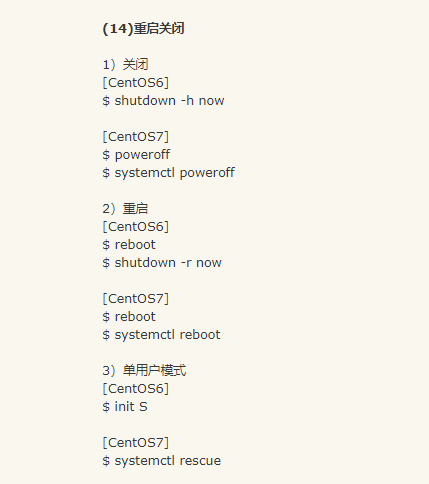 (14)重启关闭
1）关闭
[CentOS6]
$ shutdown -h now
[CentOS7]
$ poweroff
$ systemctl poweroff
2）重启
[CentOS6]
$ reboot
$ shutdown -r now
[CentOS7]
$ reboot
$ systemctl reboot
3）单用户模式
[CentOS6]
$ init S
[CentOS7]
$ systemctl rescue